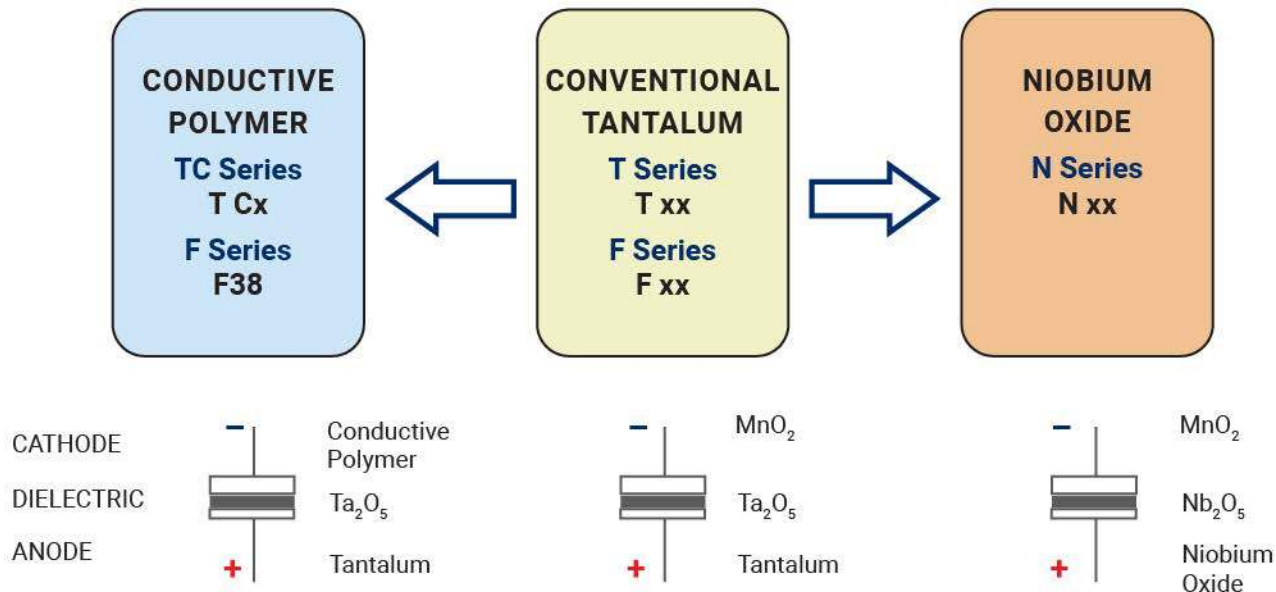 CONDUCTIVE
POLYMER
TC Series
T Cx
F Series
F38
CONVENTIONAL
TANTALUM
T Series
T xx
F Series
F xx
NIOBIUM
OXIDE
N Series
N xx
CATHODE
DIELECTRIC
ANODE
−
Conductive
Polymer
Ta₂O₅
+
Tantalum
−
MnO₂
Ta₂O₅
+
Tantalum
−
MnO₂
Nb₂O₅
+
Niobium
Oxide